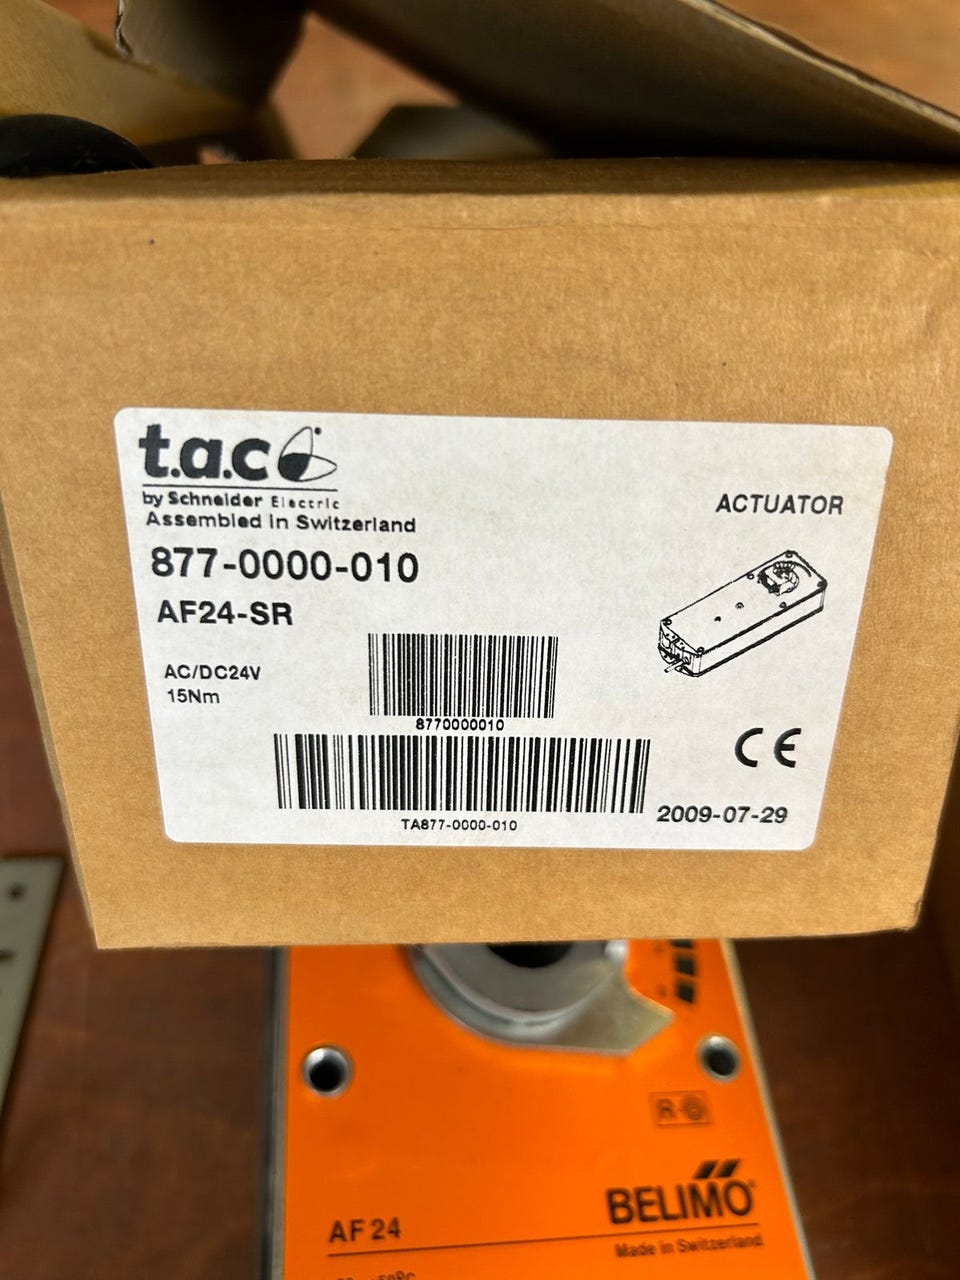 t.a.c
by Schneider Electric
Assembled in Switzerland
ACTUATOR
877-0000-010
AF24-SR
AC/DC24V
15Nm
8770000010
CE
TA877-0000-010
2009-07-29
R
BELIMO
AF 24
Made in Switzerland